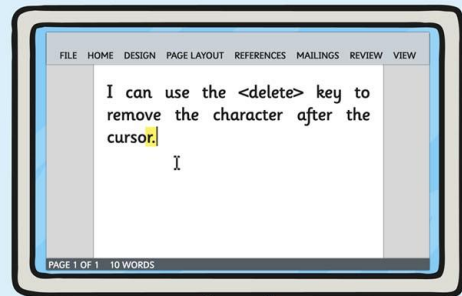 FILE HOME DESIGN PAGE LAYOUT REFERENCES MAILINGS REVIEW VIEW
I can use the <delete> key to
remove the character after the
cursor.
PAGE 1 OF 1 10 WORDS